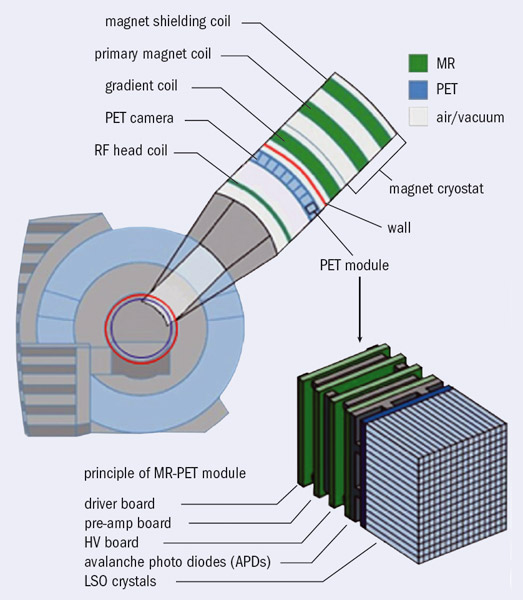 magnet shielding coil
primary magnet coil
gradient coil
PET camera
RF head coil
MR
PET
air/vacuum
magnet cryostat
wall
PET module
principle of MR-PET module
driver board
pre-amp board
HV board
avalanche photo diodes (APDs)
LSO crystals